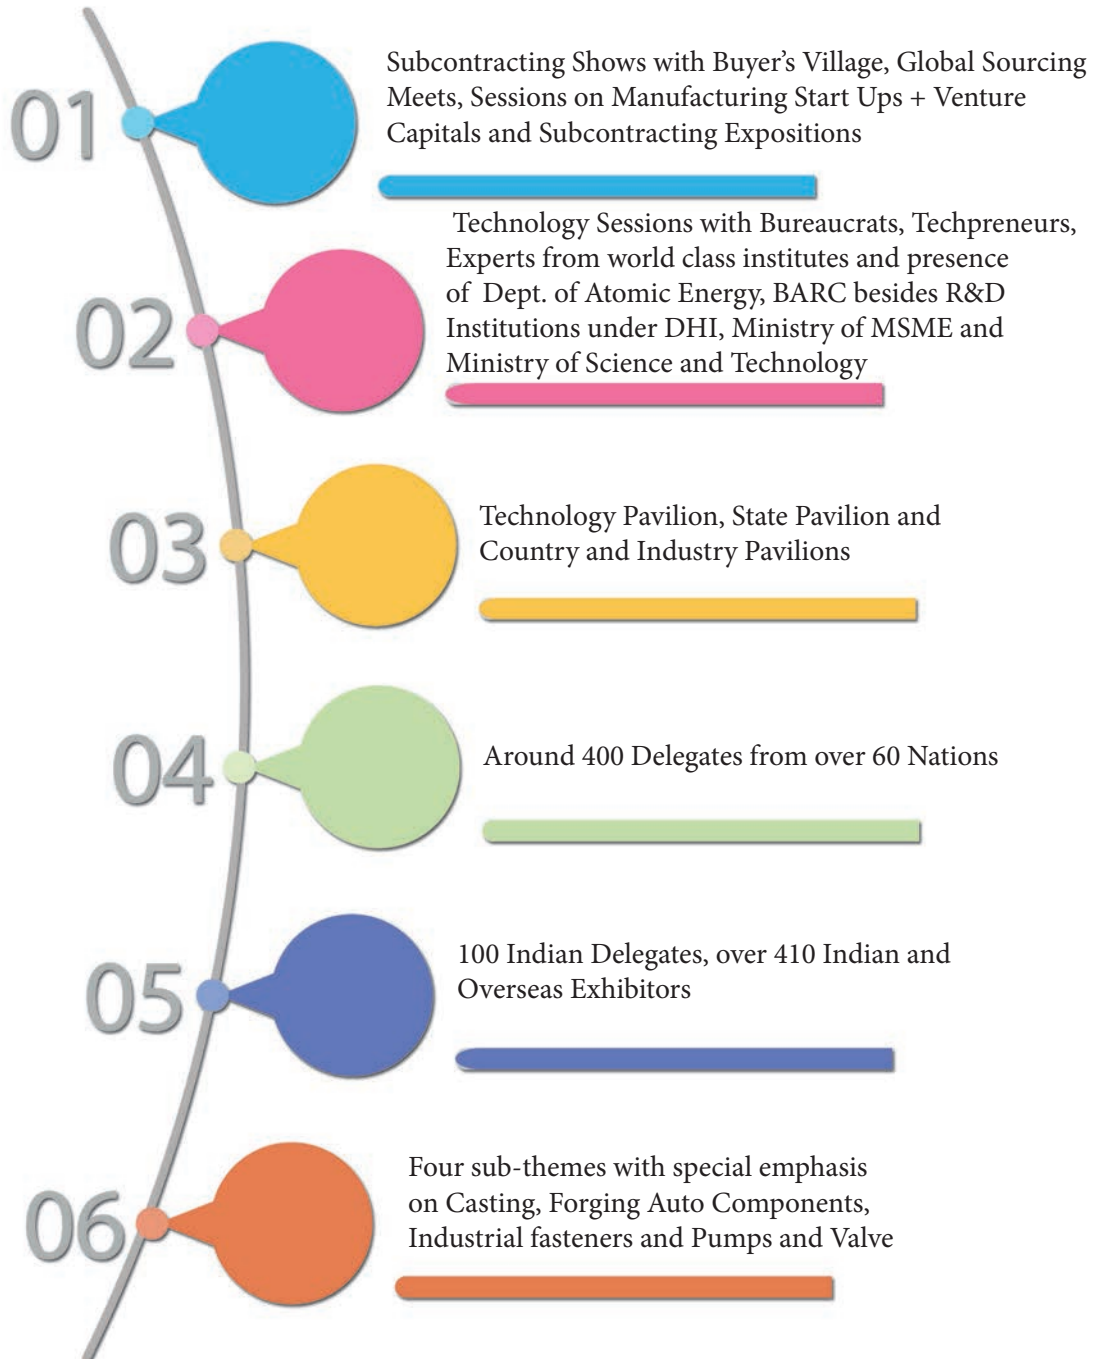 01
Subcontracting Shows with Buyer’s Village, Global Sourcing
Meets, Sessions on Manufacturing Start Ups + Venture
Capitals and Subcontracting Expositions
02
Technology Sessions with Bureaucrats, Techpreneurs,
Experts from world class institutes and presence
of Dept. of Atomic Energy, BARC besides R&D
Institutions under DHI, Ministry of MSME and
Ministry of Science and Technology
03
Technology Pavilion, State Pavilion and
Country and Industry Pavilions
04
Around 400 Delegates from over 60 Nations
05
100 Indian Delegates, over 410 Indian and
Overseas Exhibitors
06
Four sub-themes with special emphasis
on Casting, Forging Auto Components,
Industrial fasteners and Pumps and Valve